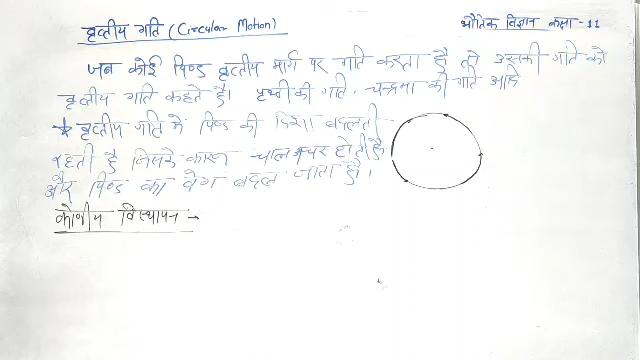 वृत्तीय गति (Circular Motion)
भौतिक विज्ञान कक्षा - 11
जब कोई पिण्ड वृत्तीय मार्ग पर गति करता है तो उसकी गति को
वृत्तीय गति कहते है। पृथ्वी की गति, चन्द्रमा की गति आदि
★ वृत्तीय गति में पिण्ड की दिशा बदलती
रहती है जिसके कारण चाल होती है
और पिण्ड का वेग बदल जाता है।
कोणीय विस्थापन →